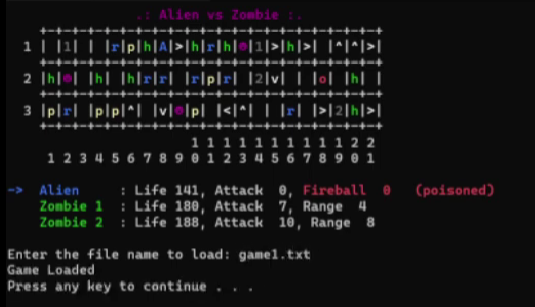 .: Alien vs Zombie :.
+-+-+-+-+-+-+-+-+-+-+-+-+-+-+-+-+-+-+-+-+-+
1 | |1| | |r|p|h|A|>|h|r|h|●|1|>|h|>| |^|^|>|
+-+-+-+-+-+-+-+-+-+-+-+-+-+-+-+-+-+-+-+-+-+
2 |h|●| |h| |h|r|r| |r|p|r| |2|v| | |o| |h| |
+-+-+-+-+-+-+-+-+-+-+-+-+-+-+-+-+-+-+-+-+-+
3 |p|r| |p|p|^| |v|●|p| |<|^| | |r| |>|2|h|>|
+-+-+-+-+-+-+-+-+-+-+-+-+-+-+-+-+-+-+-+-+-+
1 1 1 1 1 1 1 1 1 1 2 2
1 2 3 4 5 6 7 8 9 0 1 2 3 4 5 6 7 8 9 0 1
-> Alien : Life 141, Attack 0, Fireball 0 (poisoned)
Zombie 1 : Life 180, Attack 7, Range 4
Zombie 2 : Life 188, Attack 10, Range 8
Enter the file name to load: game1.txt
Game Loaded
Press any key to continue . . .